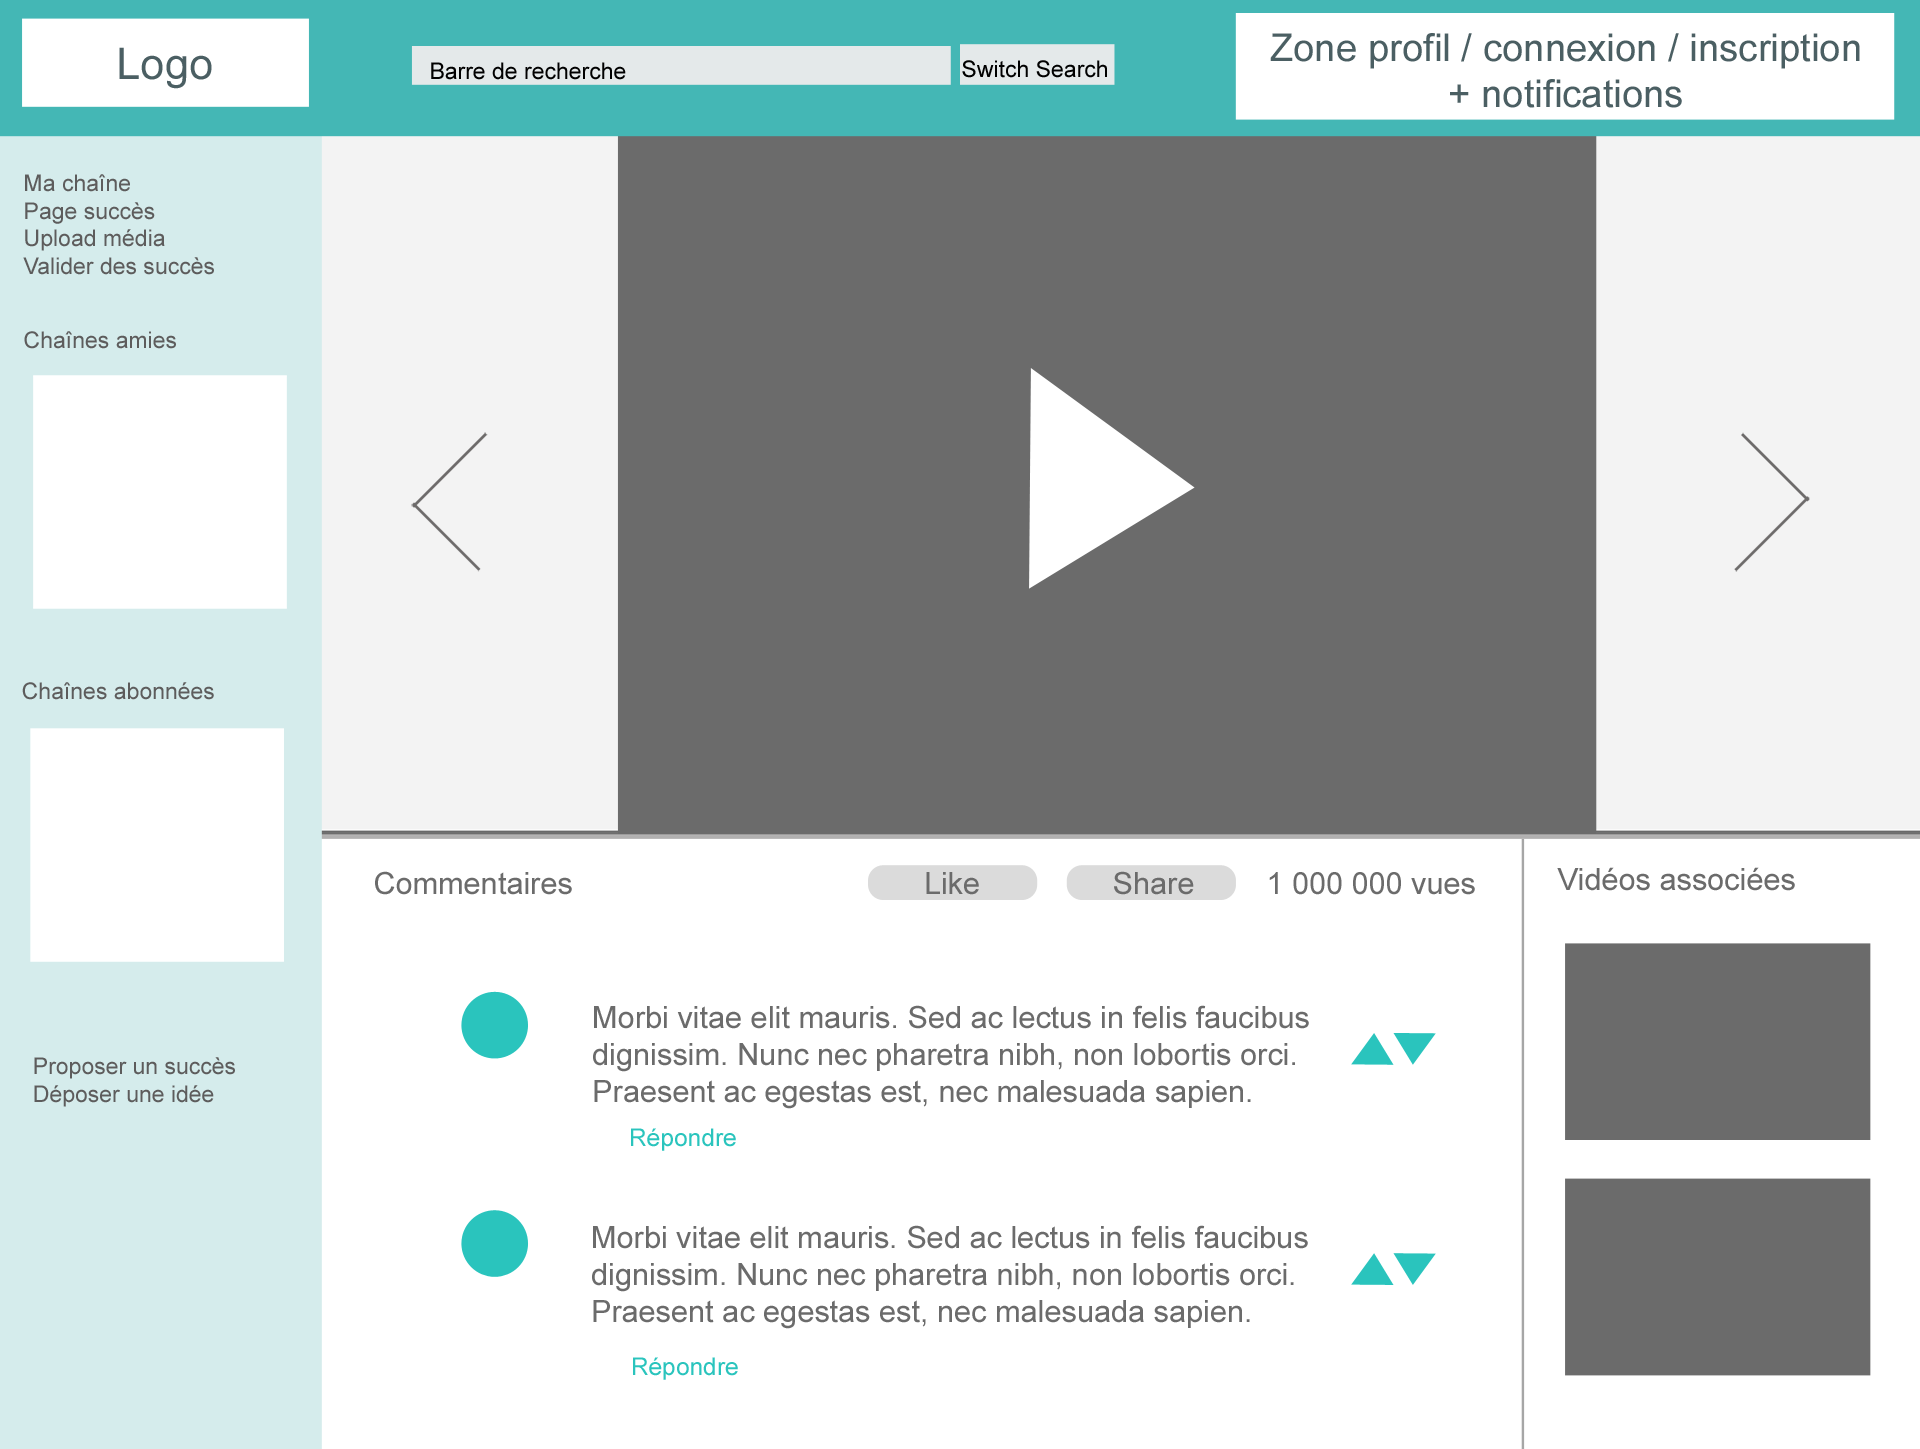 Logo
Barre de recherche
Switch Search
Zone profil / connexion / inscription
+ notifications
Ma chaîne
Page succès
Upload média
Valider des succès
Chaînes amies
Chaînes abonnées
Proposer un succès
Déposer une idée
Commentaires
Like
Share
1 000 000 vues
Morbi vitae elit mauris. Sed ac lectus in felis faucibus
dignissim. Nunc nec pharetra nibh, non lobortis orci.
Praesent ac egestas est, nec malesuada sapien.
Répondre
Morbi vitae elit mauris. Sed ac lectus in felis faucibus
dignissim. Nunc nec pharetra nibh, non lobortis orci.
Praesent ac egestas est, nec malesuada sapien.
Répondre
Vidéos associées